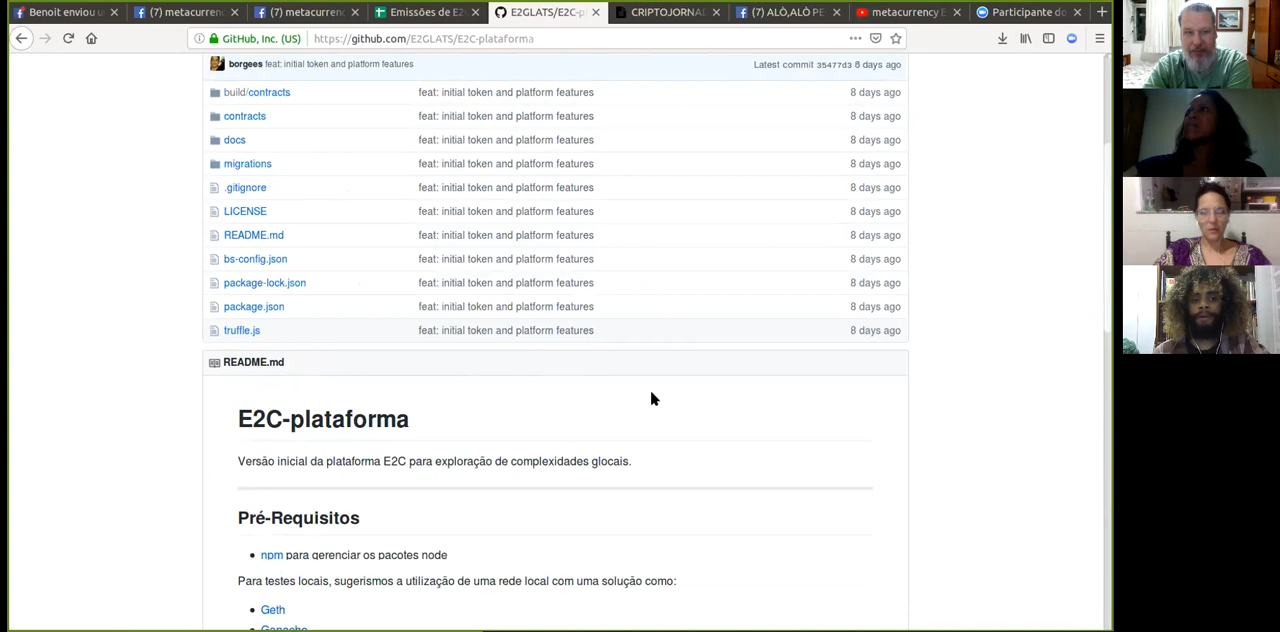 Benoit enviou u
(7) metacurren
(7) metacurren
Emissões de E2
E2GLATS/E2C-p
CRIPTOJORNA
(7) ALÒ,ALÒ PE
metacurrency E
Participante do
GitHub, Inc. (US)
https://github.com/E2GLATS/E2C-plataforma
borgees feat: initial token and platform features
Latest commit 35477d3 8 days ago
build/contracts feat: initial token and platform features 8 days ago
contracts feat: initial token and platform features 8 days ago
docs feat: initial token and platform features 8 days ago
migrations feat: initial token and platform features 8 days ago
.gitignore feat: initial token and platform features 8 days ago
LICENSE feat: initial token and platform features 8 days ago
README.md feat: initial token and platform features 8 days ago
bs-config.json feat: initial token and platform features 8 days ago
package-lock.json feat: initial token and platform features 8 days ago
package.json feat: initial token and platform features 8 days ago
truffle.js feat: initial token and platform features 8 days ago
README.md
E2C-plataforma
Versão inicial da plataforma E2C para exploração de complexidades glocais.
Pré-Requisitos
npm para gerenciar os pacotes node
Para testes locais, sugerismos a utilização de uma rede local com uma solução como:
Geth
Ganache